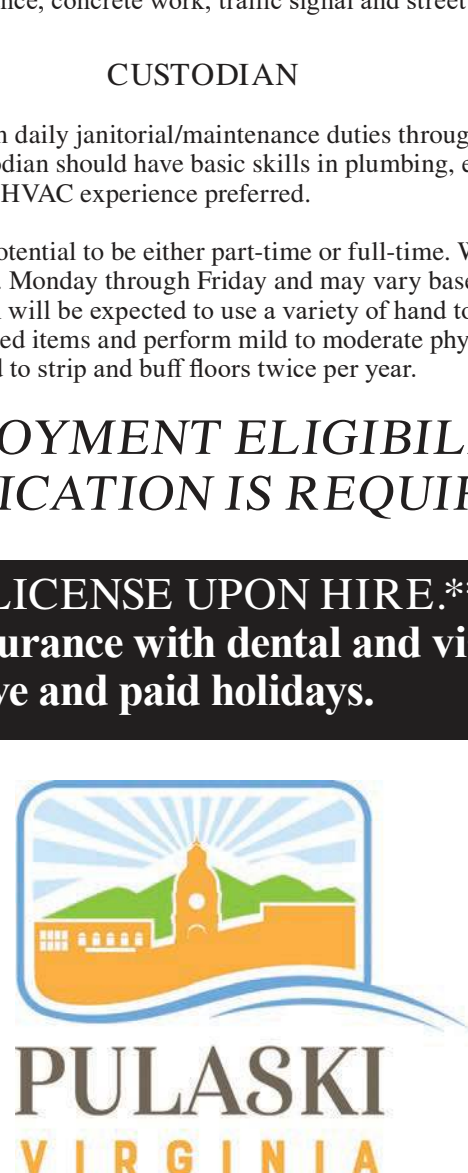 nce, concrete work, traffic signal and street
CUSTODIAN
n daily janitorial/maintenance duties throug
odian should have basic skills in plumbing, e
HVAC experience preferred.
otential to be either part-time or full-time. W
. Monday through Friday and may vary base
will be expected to use a variety of hand to
ed items and perform mild to moderate phy
d to strip and buff floors twice per year.
OYMENT ELIGIBIL
ICATION IS REQUIR
LICENSE UPON HIRE.**
urance with dental and vi
ve and paid holidays.
PULASKI
VIRGINIA